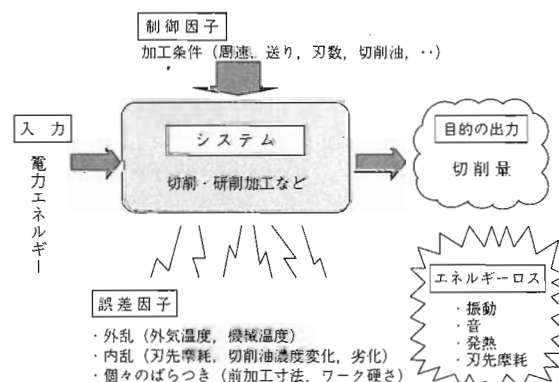 制御因子
加工条件（周速，送り，刃数，切削油，‥）
入　力
電力エネルギー
システム
切削・研削加工など
目的の出力
切削量
誤差因子
・外乱（外気温度，機械温度）
・内乱（刃先摩耗，切削油濃度変化，劣化）
・個々のばらつき（前加工寸法，ワーク硬さ）
エネルギーロス
・振動
・音
・発熱
・刃先摩耗